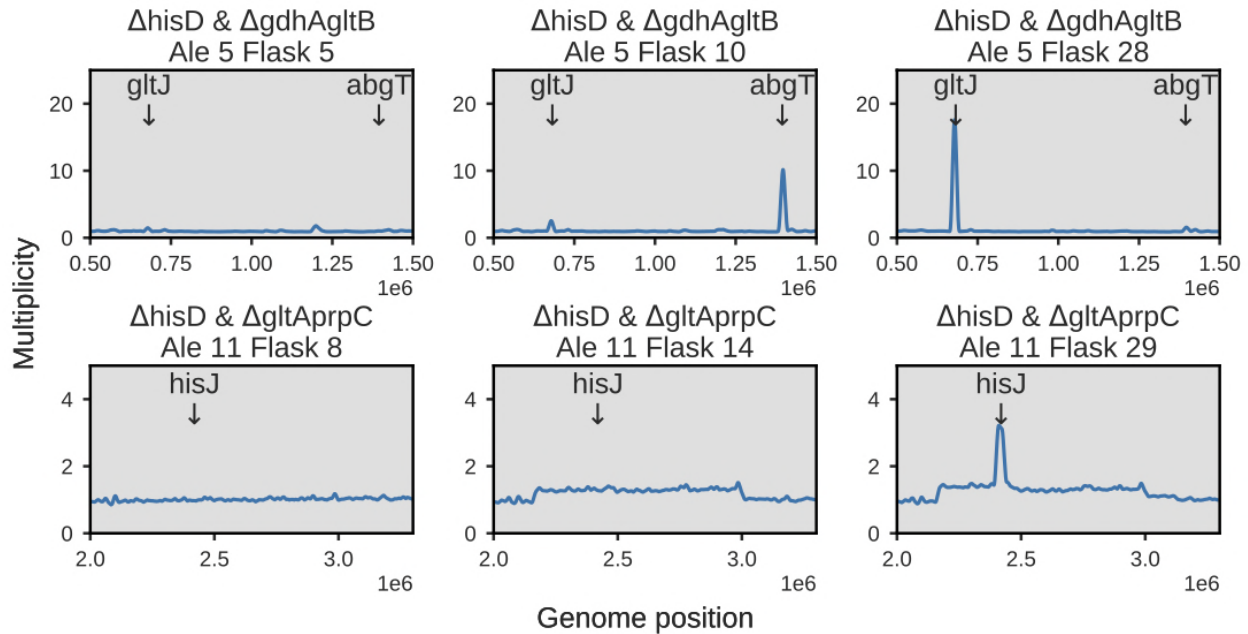 ΔhisD & ΔgdhAgltB
Ale 5 Flask 5
ΔhisD & ΔgdhAgltB
Ale 5 Flask 10
ΔhisD & ΔgdhAgltB
Ale 5 Flask 28
gltJ abgT
gltJ abgT
gltJ abgT
20
10
0
20
10
0
20
10
0
0.50 0.75 1.00 1.25 1.50
1e6
0.50 0.75 1.00 1.25 1.50
1e6
0.50 0.75 1.00 1.25 1.50
1e6
Multiplicity
ΔhisD & ΔgltAprpC
Ale 11 Flask 8
ΔhisD & ΔgltAprpC
Ale 11 Flask 14
ΔhisD & ΔgltAprpC
Ale 11 Flask 29
hisJ
hisJ
hisJ
4
2
0
4
2
0
4
2
0
2.0 2.5 3.0
1e6
2.0 2.5 3.0
1e6
2.0 2.5 3.0
1e6
Genome position